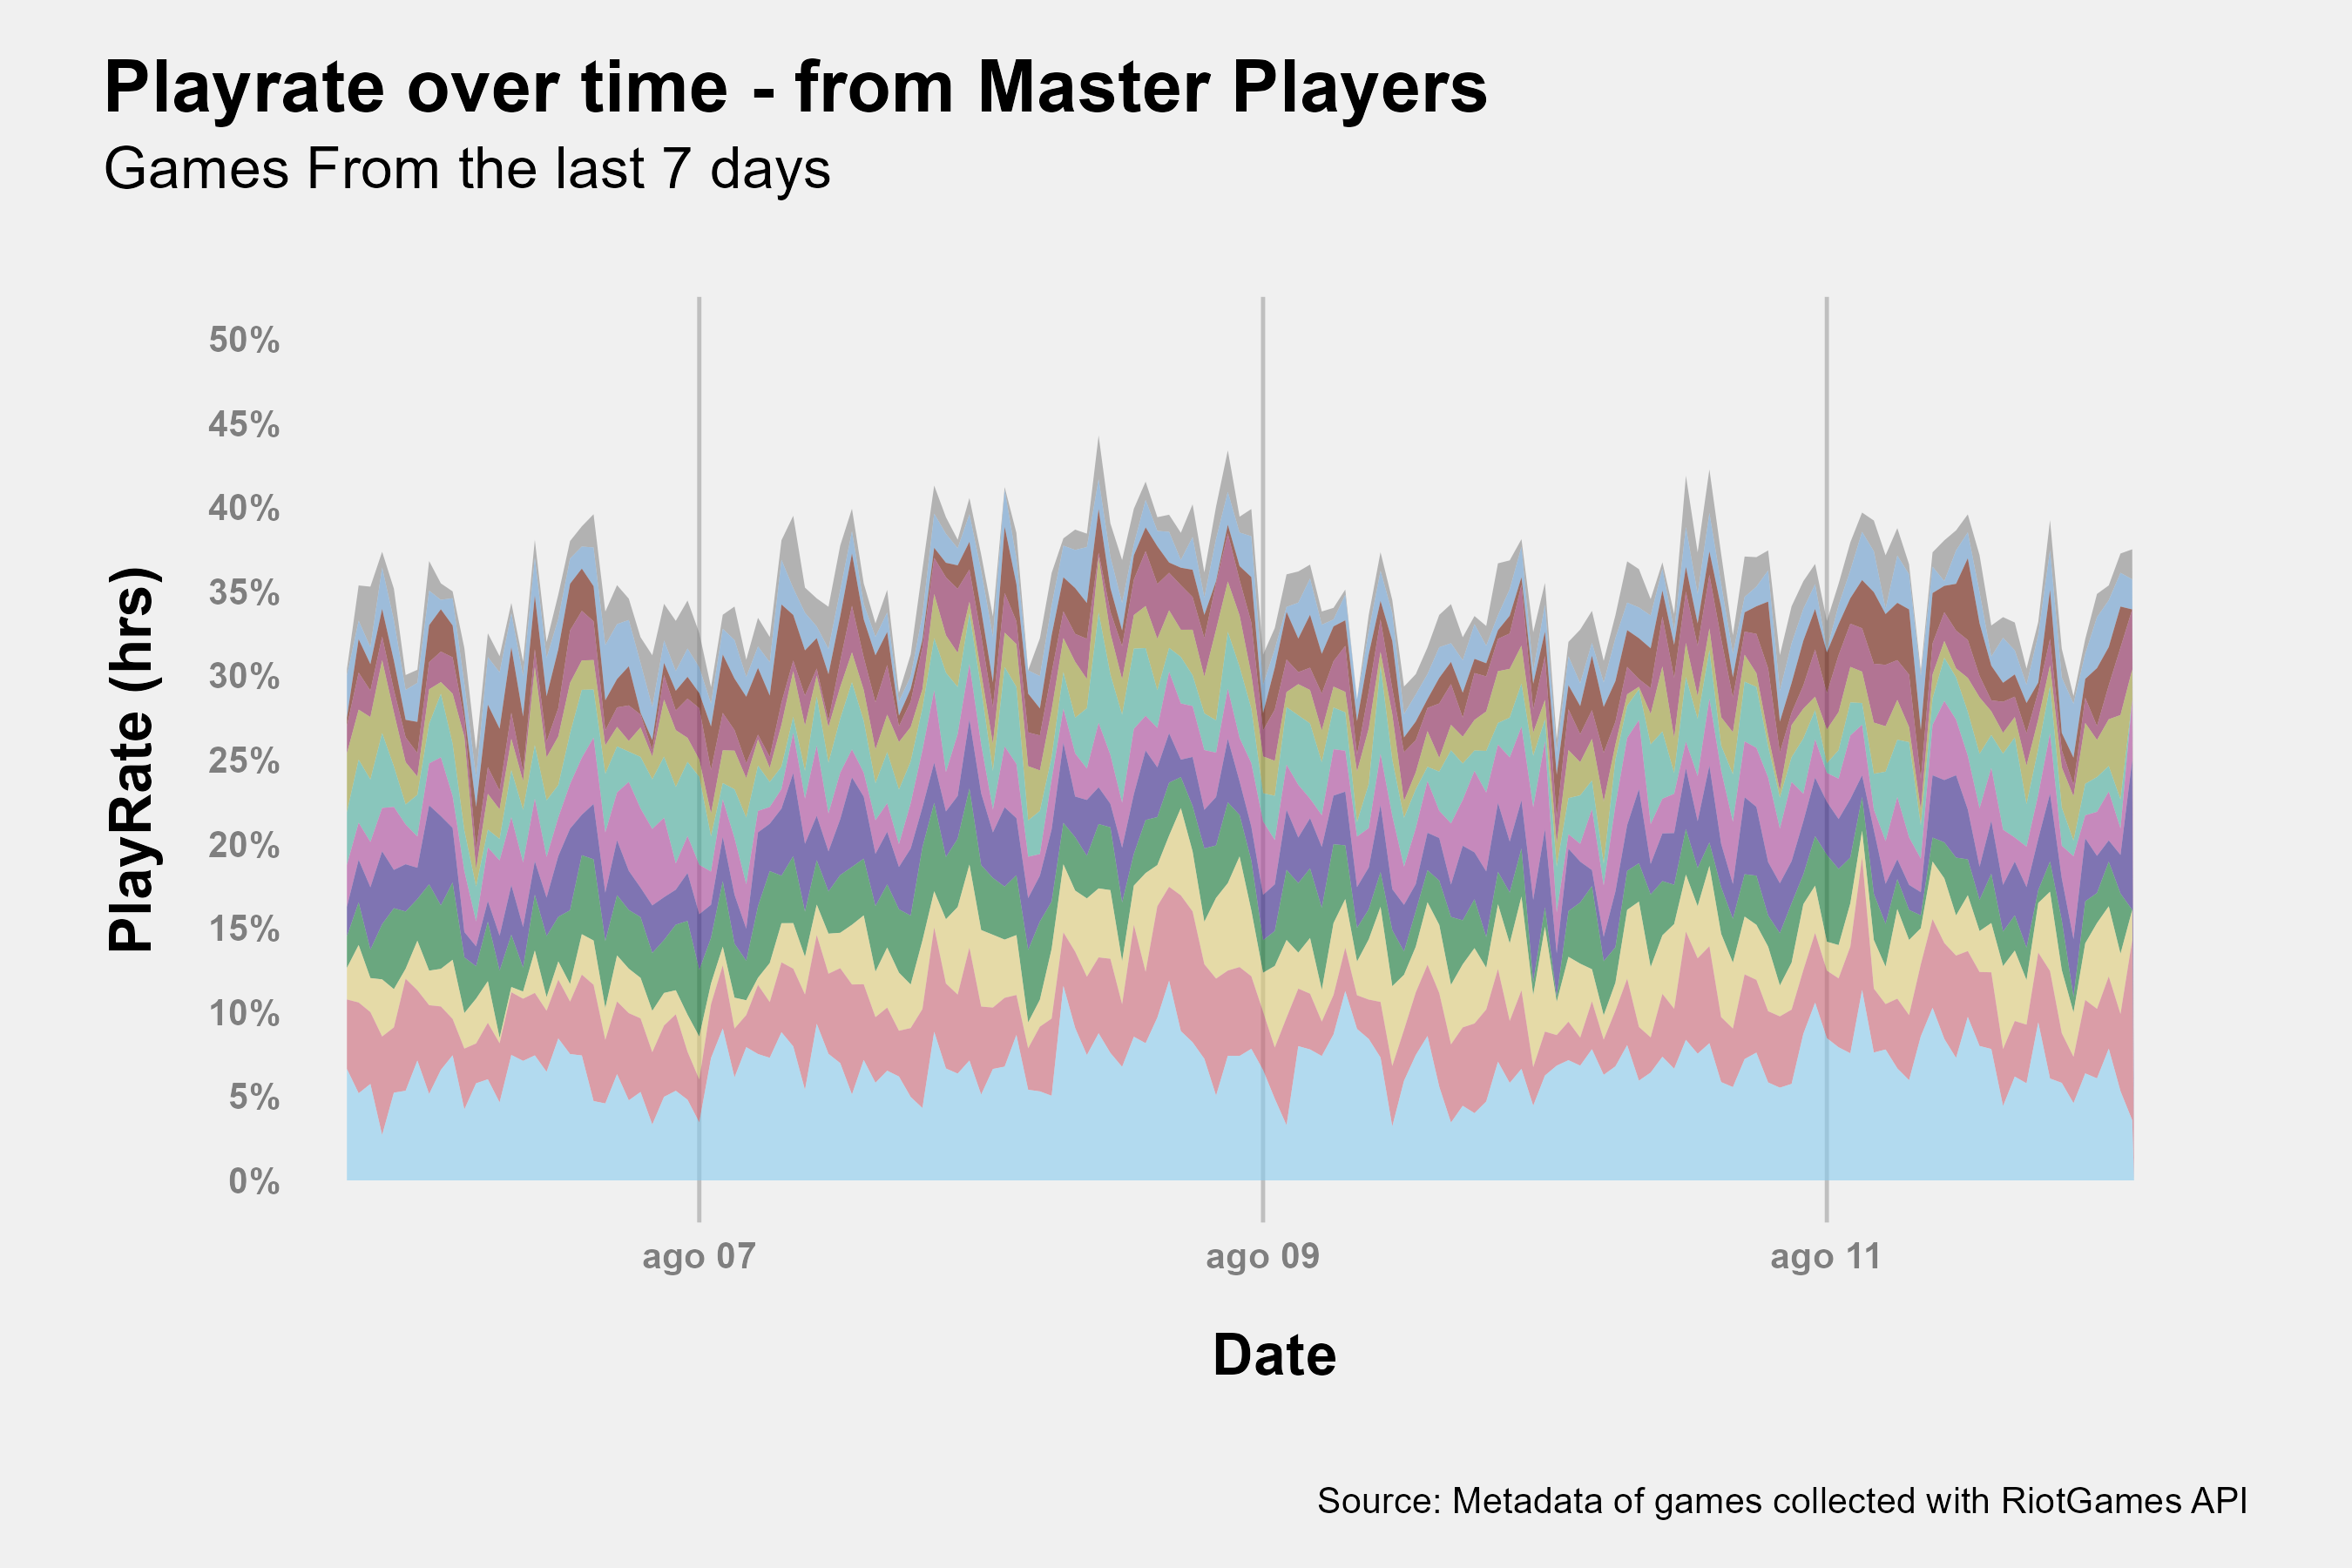 Playrate over time - from Master Players
Games From the last 7 days
50%
45%
40%
35%
30%
25%
20%
15%
10%
5%
0%
PlayRate (hrs)
ago 07
ago 09
ago 11
Date
Source: Metadata of games collected with RiotGames API